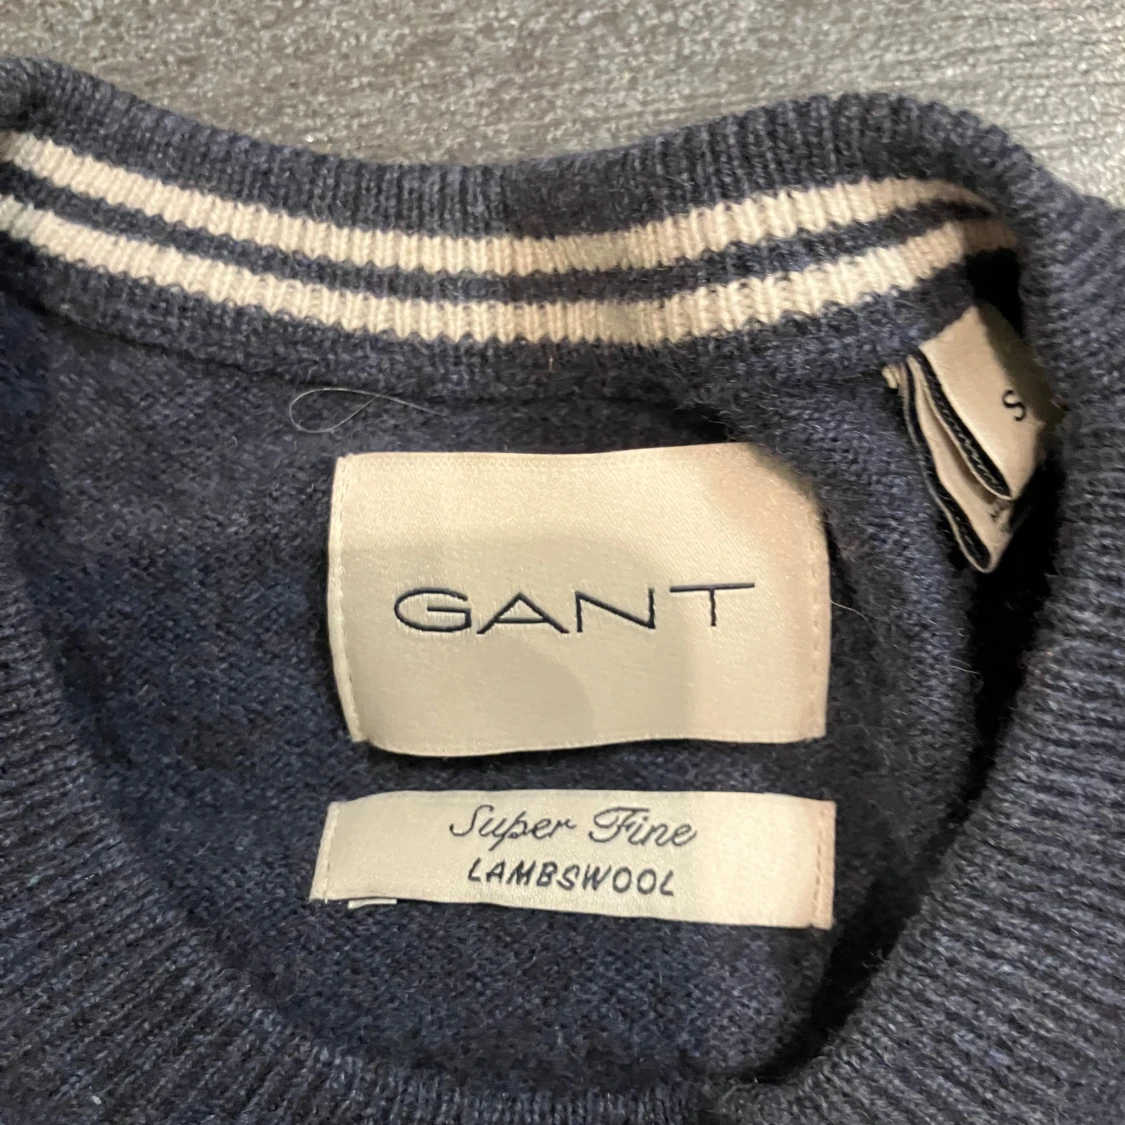 S
GANT
Super Fine
LAMBSWOOL